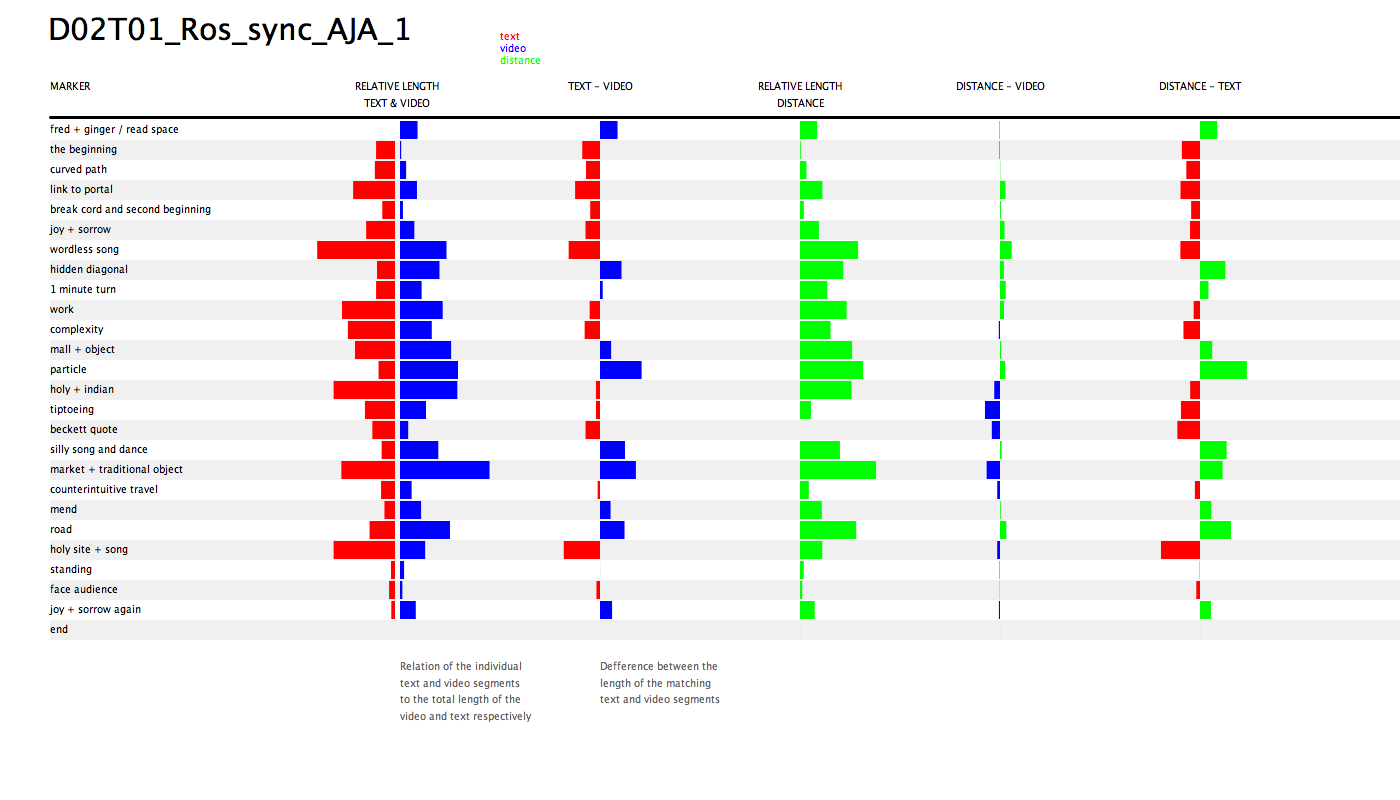 D02T01_Ros_sync_AJA_1
text
video
distance
MARKER
RELATIVE LENGTH
TEXT & VIDEO
TEXT – VIDEO
RELATIVE LENGTH
DISTANCE
DISTANCE – VIDEO
DISTANCE – TEXT
fred + ginger / read space
the beginning
curved path
link to portal
break cord and second beginning
joy + sorrow
wordless song
hidden diagonal
1 minute turn
work
complexity
mall + object
particle
holy + indian
tiptoeing
beckett quote
silly song and dance
market + traditional object
counterintuitive travel
mend
road
holy site + song
standing
face audience
joy + sorrow again
end
Relation of the individual
text and video segments
to the total length of the
video and text respectively
Defference between the
length of the matching
text and video segments